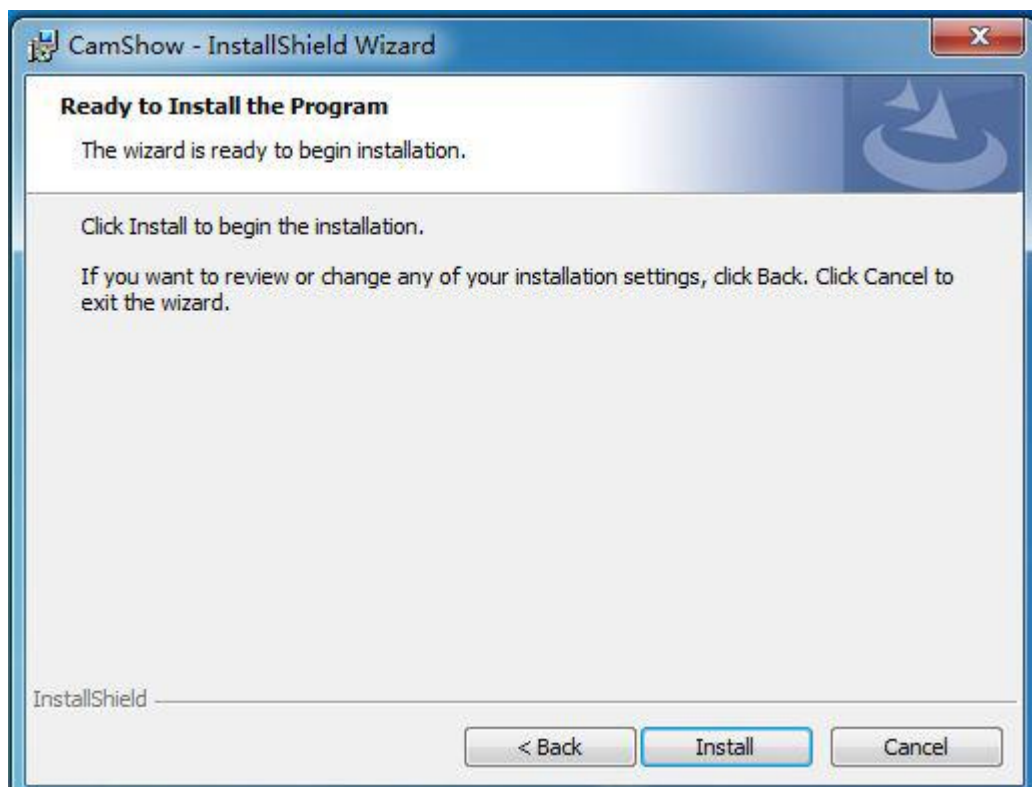 CamShow - InstallShield Wizard
Ready to Install the Program
The wizard is ready to begin installation.
Click Install to begin the installation.
If you want to review or change any of your installation settings, click Back. Click Cancel to
exit the wizard.
InstallShield
< Back
Install
Cancel